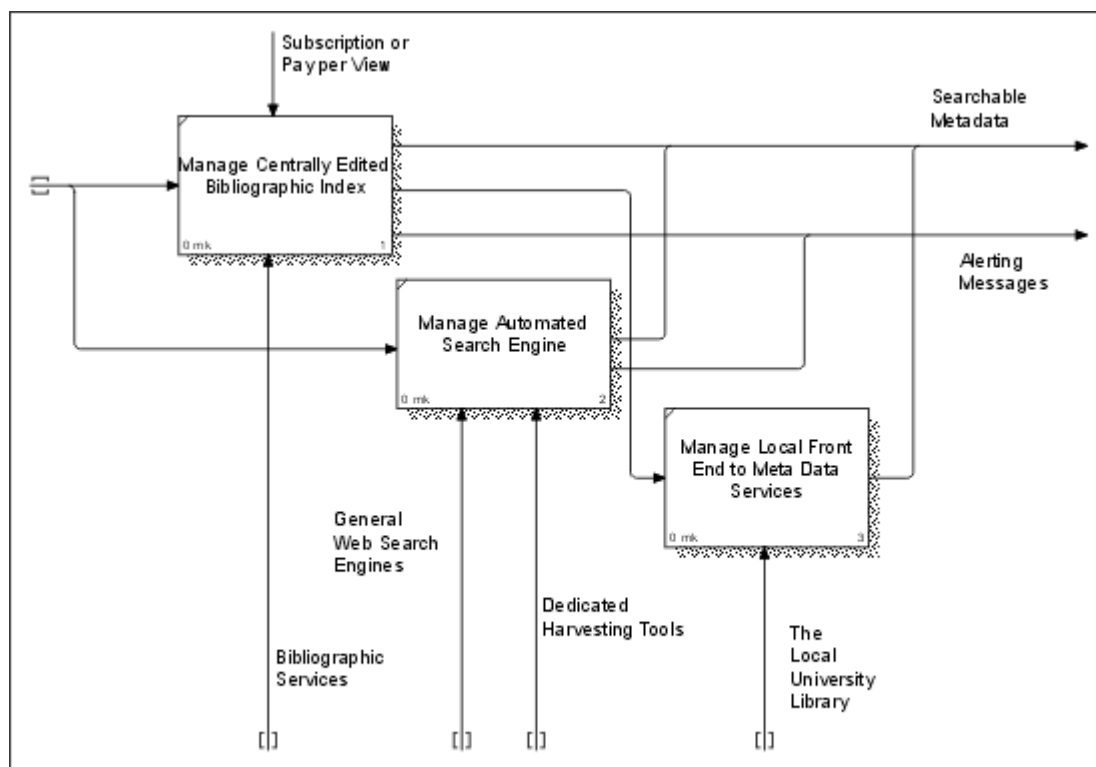 Subscription or
Pay per View
Searchable
Metadata
Manage Centrally Edited
Bibliographic Index
0 mk
1
Alerting
Messages
Manage Automated
Search Engine
0 mk
2
Manage Local Front
End to Meta Data
Services
0 mk
3
General
Web Search
Engines
Dedicated
Harvesting Tools
The
Local
University
Library
Bibliographic
Services